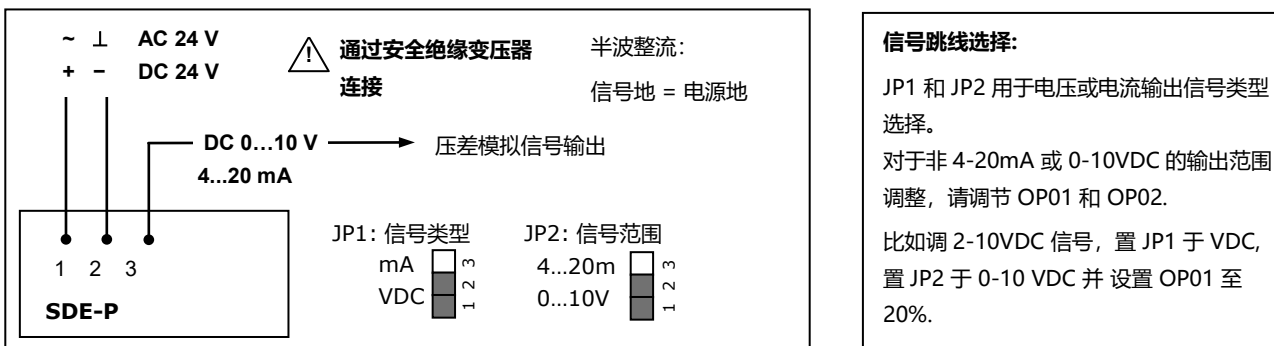 ~ ⊥ AC 24 V
+ − DC 24 V
通过安全绝缘变压器
连接
半波整流：
信号地 = 电源地
DC 0…10 V
4…20 mA
压差模拟信号输出
1 2 3
SDE-P
JP1: 信号类型
mA
VDC
1 2 3
JP2: 信号范围
4…20m
0…10V
1 2 3
信号跳线选择:
JP1 和 JP2 用于电压或电流输出信号类型
选择。
对于非 4-20mA 或 0-10VDC 的输出范围
调整，请调节 OP01 和 OP02.
比如调 2-10VDC 信号，置 JP1 于 VDC,
置 JP2 于 0-10 VDC 并 设置 OP01 至
20%.